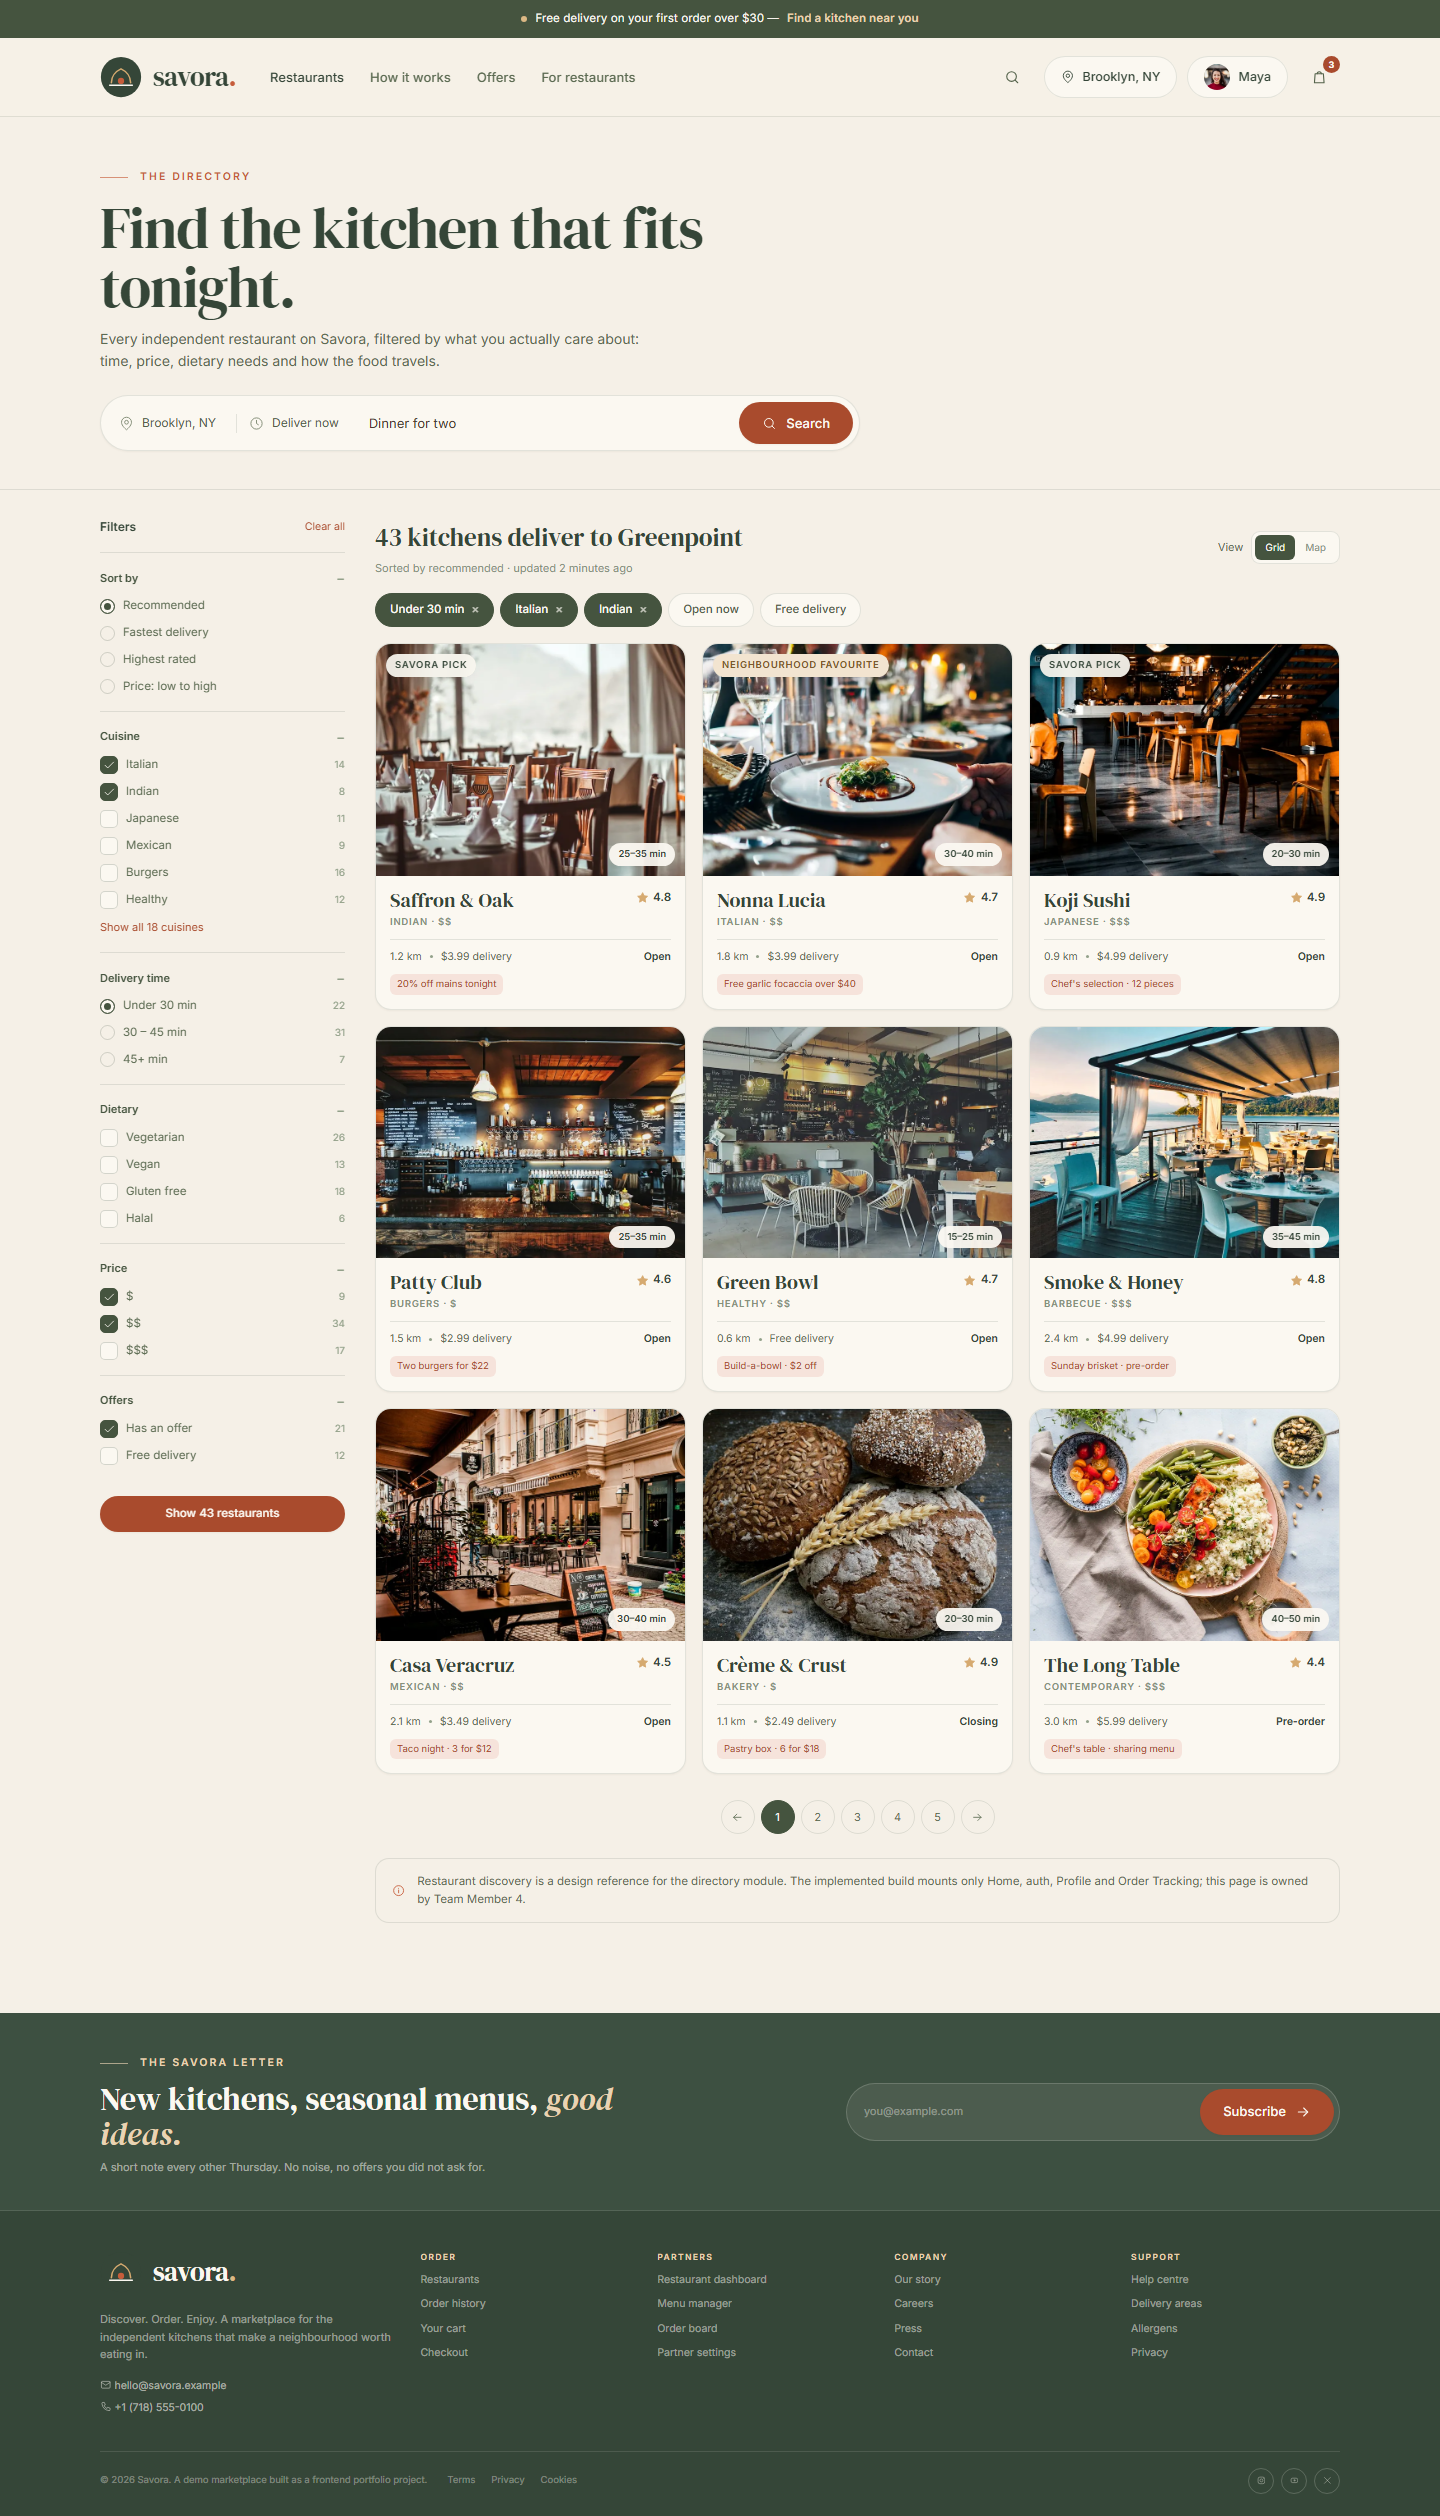 Free delivery on your first order over $30 — Find a kitchen near you
savora.
Restaurants
How it works
Offers
For restaurants
Brooklyn, NY
Maya
3
THE DIRECTORY
Find the kitchen that fits
tonight.
Every independent restaurant on Savora, filtered by what you actually care about:
time, price, dietary needs and how the food travels.
Brooklyn, NY
Deliver now
Dinner for two
Search
Filters
Clear all
Sort by
Recommended
Fastest delivery
Highest rated
Price: low to high
Cuisine
Italian 14
Indian 8
Japanese 11
Mexican 9
Burgers 16
Healthy 12
Show all 18 cuisines
Delivery time
Under 30 min 22
30 – 45 min 31
45+ min 7
Dietary
Vegetarian 26
Vegan 13
Gluten free 18
Halal 6
Price
$ 9
$$ 34
$$$ 17
Offers
Has an offer 21
Free delivery 12
Show 43 restaurants
43 kitchens deliver to Greenpoint
Sorted by recommended · updated 2 minutes ago
View
Grid
Map
Under 30 min ×
Italian ×
Indian ×
Open now
Free delivery
SAVORA PICK
25–35 min
Saffron & Oak
4.8
INDIAN · $$
1.2 km • $3.99 delivery
Open
20% off mains tonight
NEIGHBOURHOOD FAVOURITE
30–40 min
Nonna Lucia
4.7
ITALIAN · $$
1.8 km • $3.99 delivery
Open
Free garlic focaccia over $40
SAVORA PICK
20–30 min
Koji Sushi
4.9
JAPANESE · $$$
0.9 km • $4.99 delivery
Open
Chef's selection · 12 pieces
25–35 min
Patty Club
4.6
BURGERS · $
1.5 km • $2.99 delivery
Open
Two burgers for $22
15–25 min
Green Bowl
4.7
HEALTHY · $$
0.6 km • Free delivery
Open
Build-a-bowl · $2 off
35–45 min
Smoke & Honey
4.8
BARBECUE · $$$
2.4 km • $4.99 delivery
Open
Sunday brisket · pre-order
30–40 min
Casa Veracruz
4.5
MEXICAN · $$
2.1 km • $3.49 delivery
Open
Taco night · 3 for $12
20–30 min
Crème & Crust
4.9
BAKERY · $
1.1 km • $2.49 delivery
Closing
Pastry box · 6 for $18
40–50 min
The Long Table
4.4
CONTEMPORARY · $$$
3.0 km • $5.99 delivery
Pre-order
Chef's table · sharing menu
← 1 2 3 4 5 →
Restaurant discovery is a design reference for the directory module. The implemented build mounts only Home, auth, Profile and Order Tracking; this page is owned
by Team Member 4.
THE SAVORA LETTER
New kitchens, seasonal menus, good
ideas.
A short note every other Thursday. No noise, no offers you did not ask for.
you@example.com
Subscribe →
savora.
Discover. Order. Enjoy. A marketplace for the
independent kitchens that make a neighbourhood worth
eating in.
hello@savora.example
+1 (718) 555-0100
ORDER
Restaurants
Order history
Your cart
Checkout
PARTNERS
Restaurant dashboard
Menu manager
Order board
Partner settings
COMPANY
Our story
Careers
Press
Contact
SUPPORT
Help centre
Delivery areas
Allergens
Privacy
© 2026 Savora. A demo marketplace built as a frontend portfolio project.
Terms
Privacy
Cookies